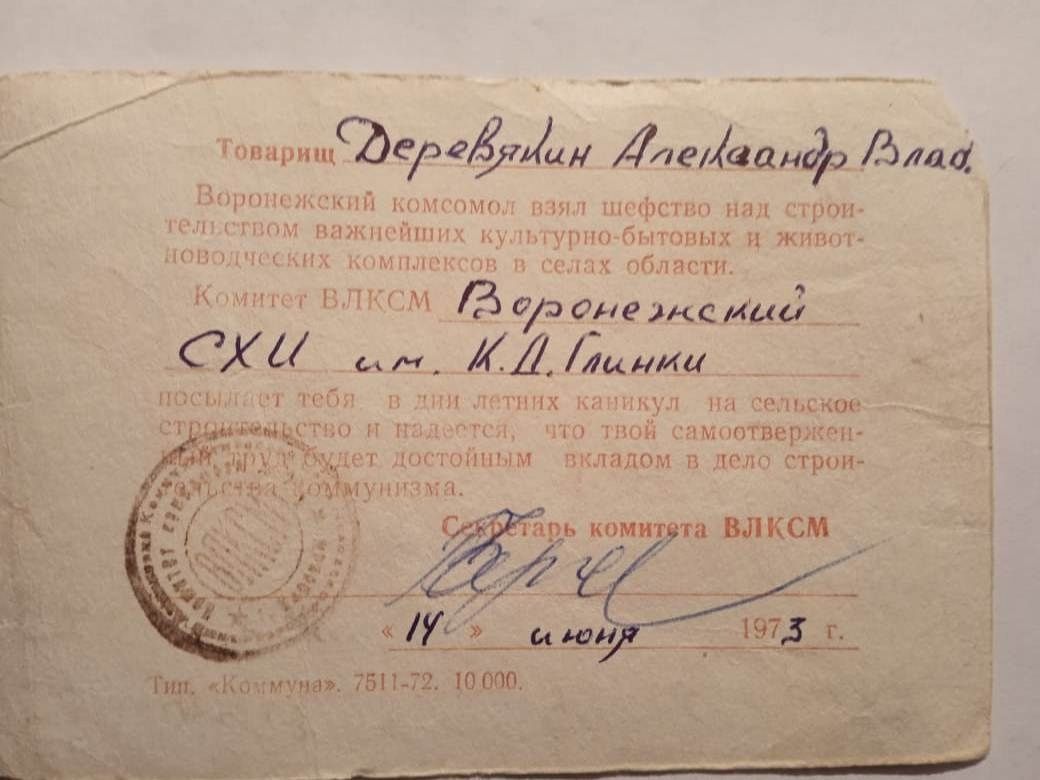 Товарищ Деревякин Александр Влад.
Воронежский комсомол взял шефство над строи-
тельством важнейших культурно-бытовых и живот-
новодческих комплексов в селах области.
Комитет ВЛКСМ Воронежский
СХИ им. К.Д.Глинки
посылает тебя в дни летних каникул на сельское
строительство и надеется, что твой самоотвержен-
ный труд будет достойным вкладом в дело строи-
тельства коммунизма.
Секретарь комитета ВЛКСМ
« 14 » июня 1973 г.
Тип. «Коммуна». 7511-72. 10 000.
ВЛКСМ